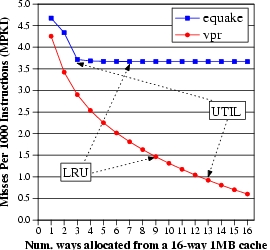 Misses Per 1000 Instructions (MPKI)
5.0
4.5
4.0
3.5
3.0
2.5
2.0
1.5
1.0
0.5
0.0
equake
vpr
UTIL
LRU
0 1 2 3 4 5 6 7 8 9 10 11 12 13 14 15 16
Num. ways allocated from a 16-way 1MB cache